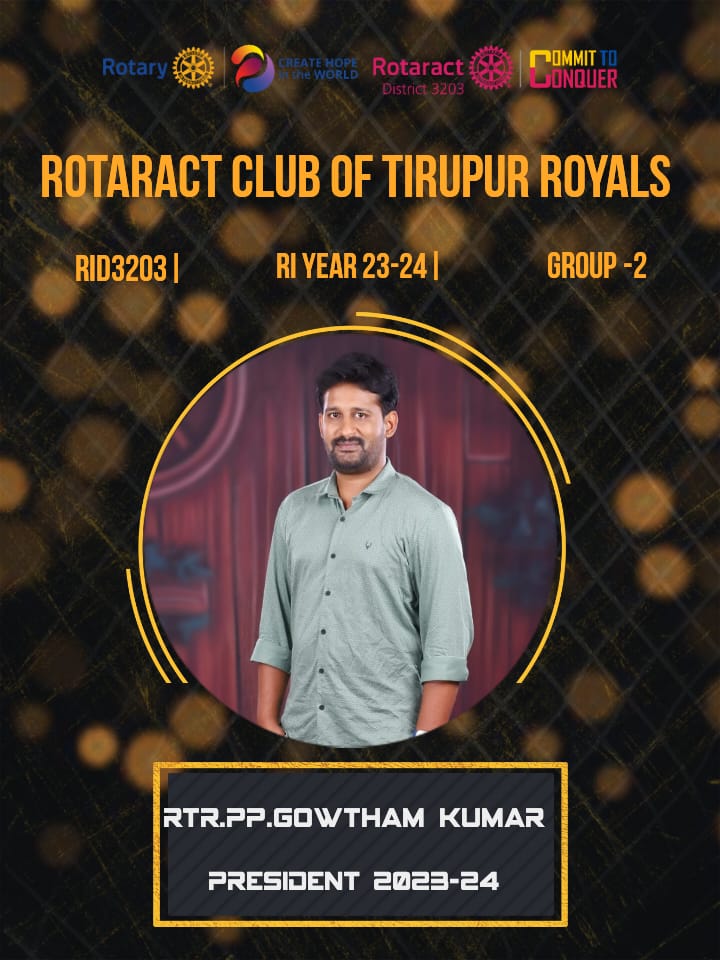 Rotary
CREATE HOPE
in the WORLD
Rotaract
District 3203
COMMIT TO
CONQUER
ROTARACT CLUB OF TIRUPUR ROYALS
RID3203 | RI YEAR 23-24 | GROUP -2
RTR.PP.GOWTHAM KUMAR
PRESIDENT 2023-24